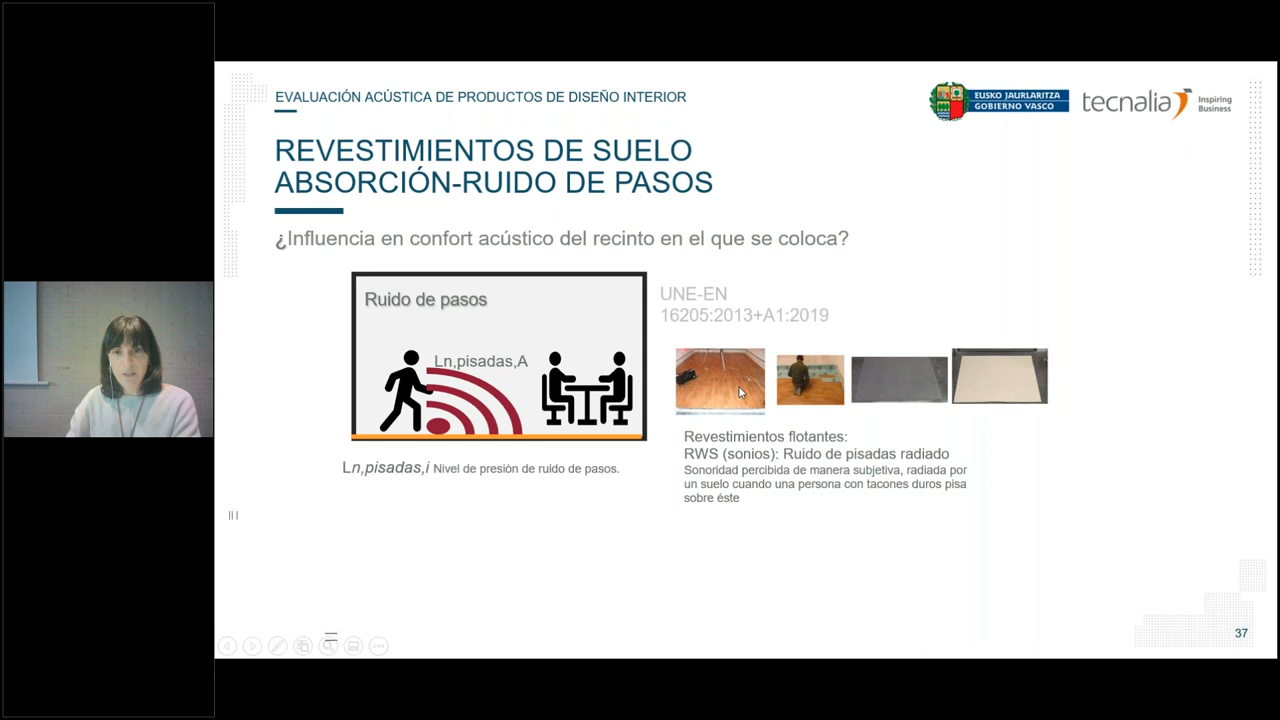 EVALUACIÓN ACÚSTICA DE PRODUCTOS DE DISEÑO INTERIOR
EUSKO JAURLARITZA
GOBIERNO VASCO
tecnalia
Inspiring
Business
REVESTIMIENTOS DE SUELO
ABSORCIÓN-RUIDO DE PASOS
¿Influencia en confort acústico del recinto en el que se coloca?
Ruido de pasos
Ln,pisadas,A
Ln,pisadas,i Nivel de presión de ruido de pasos.
UNE-EN
16205:2013+A1:2019
Revestimientos flotantes:
RWS (sonios): Ruido de pisadas radiado
Sonoridad percibida de manera subjetiva, radiada por
un suelo cuando una persona con tacones duros pisa
sobre éste
37